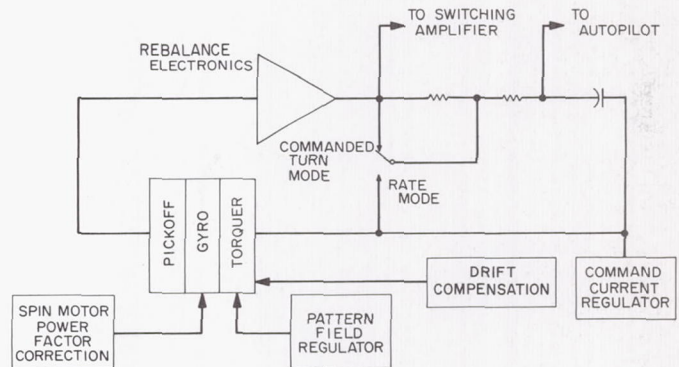 TO SWITCHING
AMPLIFIER
TO
AUTOPILOT
REBALANCE
ELECTRONICS
COMMANDED
TURN
MODE
RATE
MODE
PICKOFF
GYRO
TORQUER
DRIFT
COMPENSATION
COMMAND
CURRENT
REGULATOR
SPIN MOTOR
POWER
FACTOR
CORRECTION
PATTERN
FIELD
REGULATOR